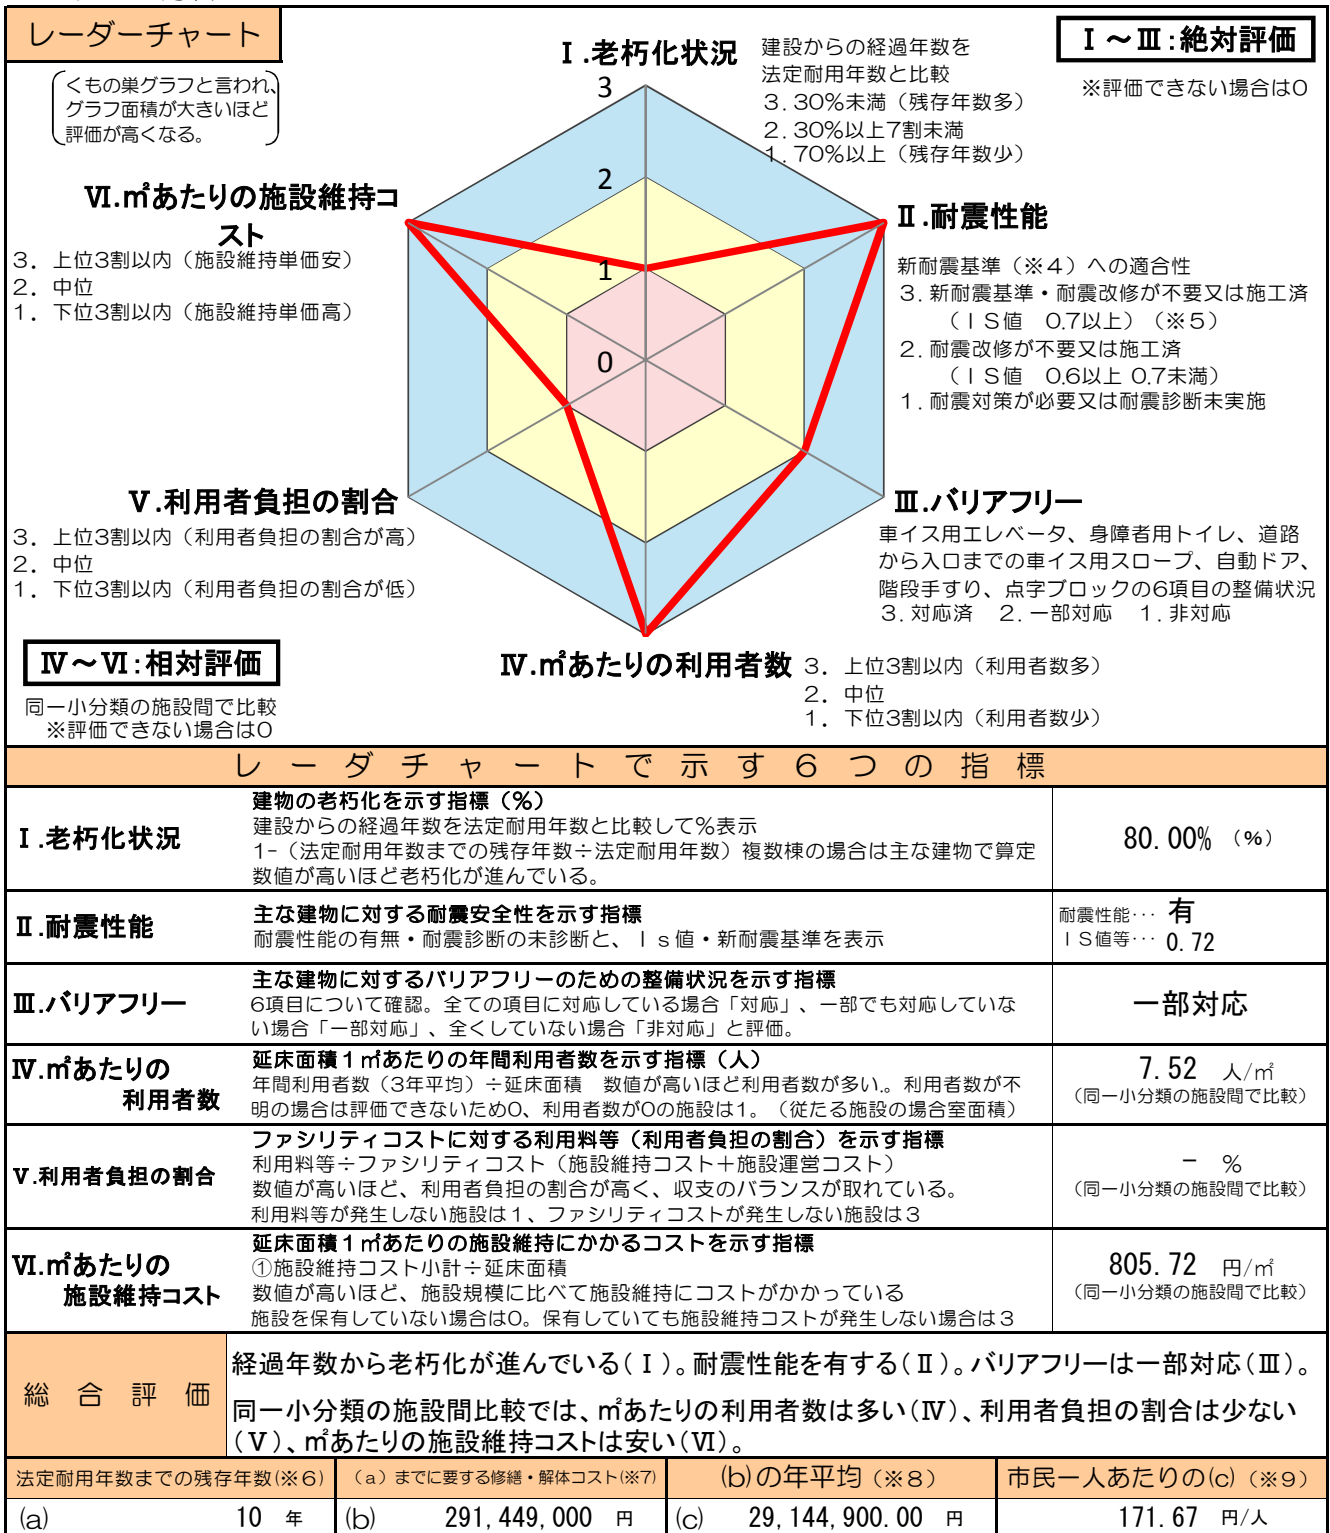 レーダーチャート
くもの巣グラフと言われ、
グラフ面積が大きいほど
評価が高くなる。
Ⅰ.老朽化状況
建設からの経過年数を
法定耐用年数と比較
３．30％未満（残存年数多）
２．30％以上7割未満
１．70％以上（残存年数少）
Ⅰ～Ⅲ：絶対評価
※評価できない場合は0
3
2
1
0
Ⅵ.㎡あたりの施設維持コ
スト
３．上位3割以内（施設維持単価安）
２．中位
１．下位3割以内（施設維持単価高）
Ⅱ.耐震性能
新耐震基準（※４）への適合性
３．新耐震基準・耐震改修が不要又は施工済
（ＩＳ値　0.7以上）（※５）
２．耐震改修が不要又は施工済
（ＩＳ値　0.6以上 0.7未満）
１．耐震対策が必要又は耐震診断未実施
Ⅴ.利用者負担の割合
３．上位3割以内（利用者負担の割合が高）
２．中位
１．下位3割以内（利用者負担の割合が低）
Ⅲ.バリアフリー
車イス用エレベータ、身障者用トイレ、道路
から入口までの車イス用スロープ、自動ドア、
階段手すり、点字ブロックの6項目の整備状況
３．対応済　２．一部対応　１．非対応
Ⅳ～Ⅵ：相対評価
同一小分類の施設間で比較
※評価できない場合は0
Ⅳ.㎡あたりの利用者数
３．上位3割以内（利用者数多）
２．中位
１．下位3割以内（利用者数少）
レーダチャートで示す６つの指標
Ⅰ.老朽化状況
建物の老朽化を示す指標（％）
建設からの経過年数を法定耐用年数と比較して％表示
1-（法定耐用年数までの残存年数÷法定耐用年数）複数棟の場合は主な建物で算定
数値が高いほど老朽化が進んでいる。
80.00% （%）
Ⅱ.耐震性能
主な建物に対する耐震安全性を示す指標
耐震性能の有無・耐震診断の未診断と、Ｉｓ値・新耐震基準を表示
耐震性能… 有
ＩＳ値等… 0.72
Ⅲ.バリアフリー
主な建物に対するバリアフリーのための整備状況を示す指標
6項目について確認。全ての項目に対応している場合「対応」、一部でも対応していな
い場合「一部対応」、全くしていない場合「非対応」と評価。
一部対応
Ⅳ.㎡あたりの
利用者数
延床面積１㎡あたりの年間利用者数を示す指標（人）
年間利用者数（3年平均）÷延床面積　数値が高いほど利用者数が多い。利用者数が不
明の場合は評価できないため0、利用者数が0の施設は1。（従たる施設の場合室面積）
7.52 人/㎡
（同一小分類の施設間で比較）
Ⅴ.利用者負担の割合
ファシリティコストに対する利用料等（利用者負担の割合）を示す指標
利用料等÷ファシリティコスト（施設維持コスト＋施設運営コスト）
数値が高いほど、利用者負担の割合が高く、収支のバランスが取れている。
利用料等が発生しない施設は１、ファシリティコストが発生しない施設は３
－ ％
（同一小分類の施設間で比較）
Ⅵ.㎡あたりの
施設維持コスト
延床面積１㎡あたりの施設維持にかかるコストを示す指標
①施設維持コスト小計÷延床面積
数値が高いほど、施設規模に比べて施設維持にコストがかかっている
施設を保有していない場合は0。保有していても施設維持コストが発生しない場合は３
805.72 円/㎡
（同一小分類の施設間で比較）
総合評価
経過年数から老朽化が進んでいる（Ⅰ）。耐震性能を有する（Ⅱ）。バリアフリーは一部対応（Ⅲ）。
同一小分類の施設間比較では、㎡あたりの利用者数は多い（Ⅳ）、利用者負担の割合は少ない
（Ⅴ）、㎡あたりの施設維持コストは安い（Ⅵ）。
法定耐用年数までの残存年数(※６)
（a）までに要する修繕・解体コスト(※７)
(b)の年平均（※８）
市民一人あたりの(c)（※９）
(a) 10 年
(b) 291,449,000 円
(c) 29,144,900.00 円
171.67 円/人